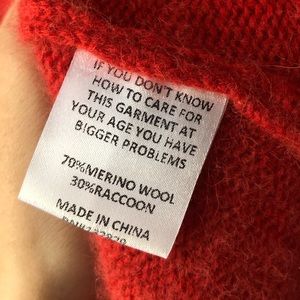 IF YOU DON'T KNOW
HOW TO CARE FOR
THIS GARMENT AT
YOUR AGE YOU HAVE
BIGGER PROBLEMS
70%MERINO WOOL
30%RACCOON
MADE IN CHINA